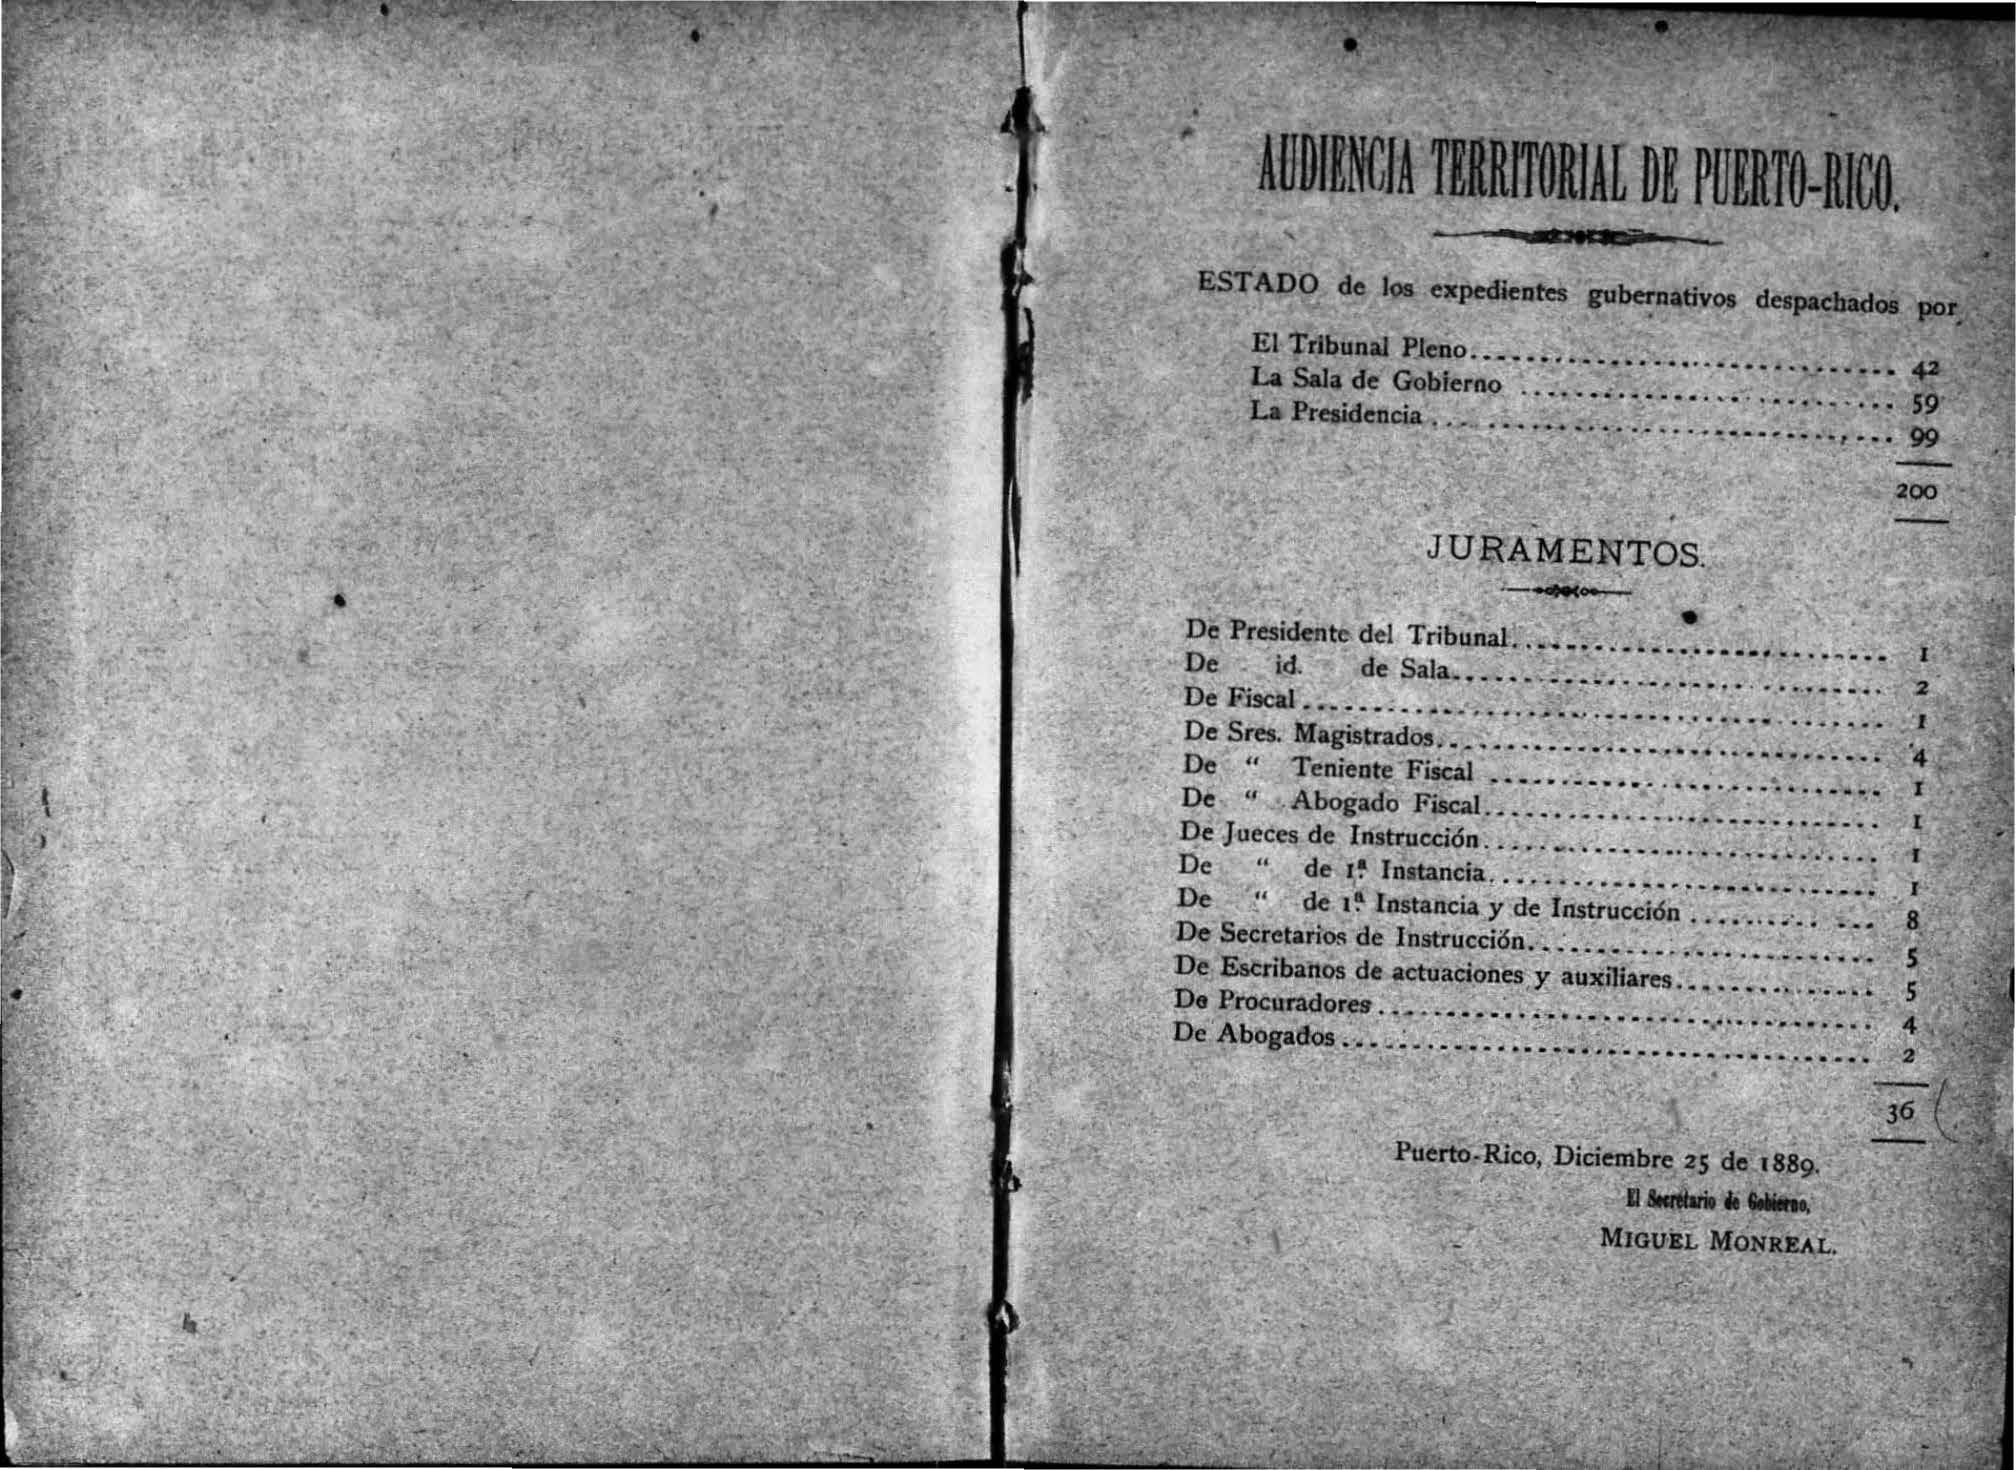 AUDIENCIA TERRITORIAL DE PUERTO-RICO.
ESTADO de los expedientes gubernativos despachados por
El Tribunal Pleno........................................ 42
La Sala de Gobierno ........................................ 59
La Presidencia........................................ 99
200
JURAMENTOS.
De Presidente del Tribunal........................................ 1
De id. de Sala........................................ 2
De Fiscal........................................ 1
De Sres. Magistrados........................................ 4
De “ Teniente Fiscal ........................................ 1
De “ Abogado Fiscal........................................ 1
De Jueces de Instrucción........................................ 1
De “ de 1ª Instancia........................................ 1
De “ de 1ª Instancia y de Instrucción .................... 8
De Secretarios de Instrucción........................................ 5
De Escribanos de actuaciones y auxiliares.................... 5
De Procuradores........................................ 4
De Abogados........................................ 2
36
Puerto-Rico, Diciembre 25 de 1889.
El Secretario de Gobierno,
MIGUEL MONREAL.